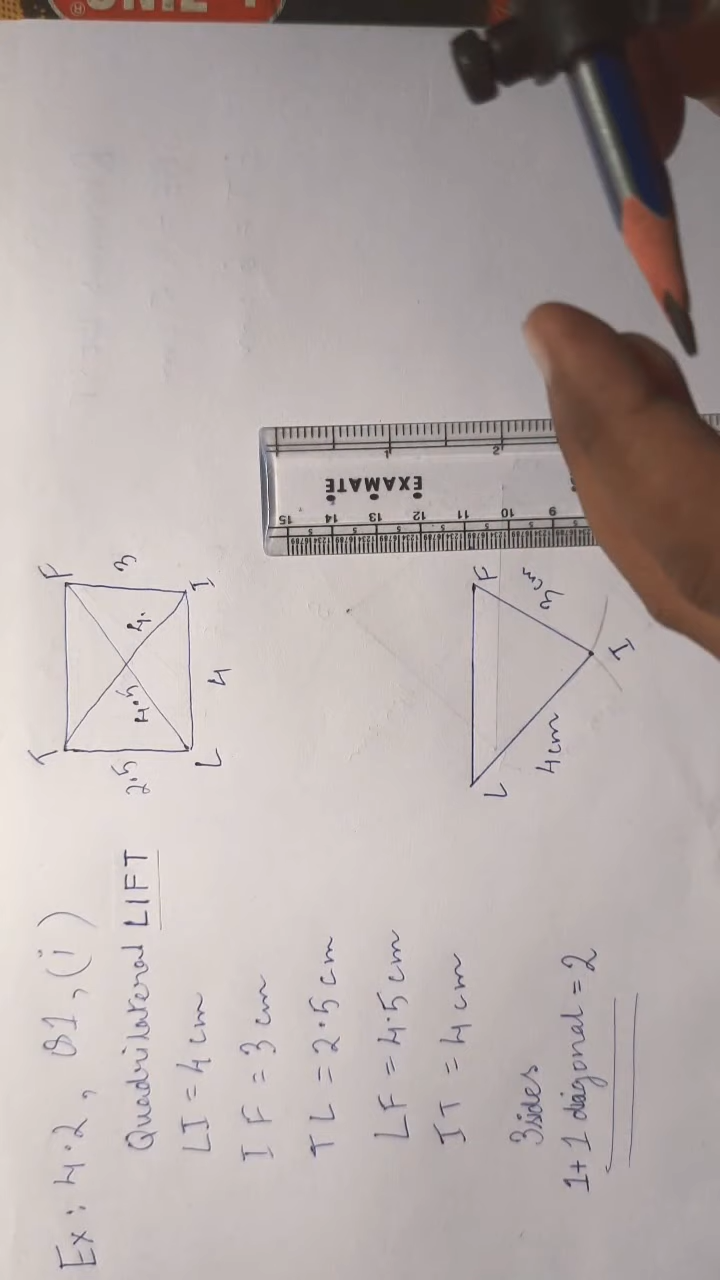 Ex: 4.2, Q1, (i)
Quadrilateral LIFT
LI = 4 cm
IF = 3 cm
TL = 2.5 cm
LF = 4.5 cm
IT = 4 cm
3 sides
1+1 diagonal = 2
T
F
2.5
4.5
4.
3
L
4
I
L
F
4cm
3cm
I
EXAMATE
1
2
15
14
13
12
11
10
9